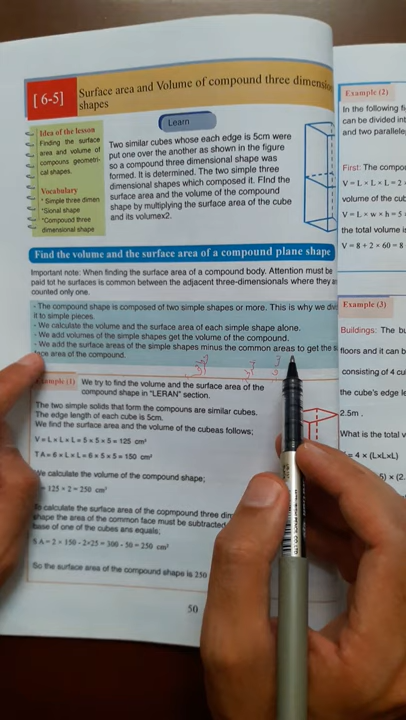 [ 6-5]
Surface area and Volume of compound three dimension
shapes
Idea of the lesson
Finding the surface
area and volume of
compouns geometri-
cal shapes.
Vocabulary
* Simple three dimen
*Sional shape
*Compound three
dimensional shape
Learn
Two similar cubes whose each edge is 5cm were
put one over the another as shown in the figure
so a compound three dimensional shape was
formed. It is determined. The two simple three
dimensional shapes which composed it. FInd the
surface area and the volume of the compound
shape by multiplying the surface area of the cube
and its volumex2.
Find the volume and the surface area of a compound plane shape
Important note: When finding the surface area of a compound body. Attention must be
paid tot he surfaces is common between the adjacent three-dimensionals where they a
counted only one.
- The compound shape is composed of two simple shapes or more. This is why we div
it to simple pieces.
- We calculate the volume and the surface area of each simple shape alone.
- We add volumes of the simple shapes get the volume of the compound.
- We add the surface areas of the simple shapes minus the common areas to get the s
face area of the compound.
Example (1) We try to find the volume and the surface area of the
compound shape in "LERAN" section.
The two simple solids that form the compouns are similar cubes.
The edge length of each cube is 5cm.
We find the surface area and the volume of the cubeas follows;
V = L × L × L = 5 × 5 × 5 = 125 cm³
T A = 6 × L × L = 6 × 5 × 5 = 150 cm²
We calculate the volume of the compound shape;
= 125 × 2 = 250 cm³
To calculate the surface area of the copmpound three dim
shape the area of the common face must be subtracted
base of one of the cubes ans equals;
S A = 2 × 150 - 2×25 = 300 - 50 = 250 cm²
So the surface area of the compound shape is 250
50
Example (2)
In the following fi
can be divided int
and two parallele
First: The compou
V = L × L × L = 2
volume of the cub
V = L × w × h = 5
the total volume is
V = 8 + 2 × 60 = 8
Example (3)
Buildings: The bu
floors and it can b
consisting of 4 cu
the cube's edge le
2.5m .
What is the total v
= 4 × (L×L×L)
5) × (2.